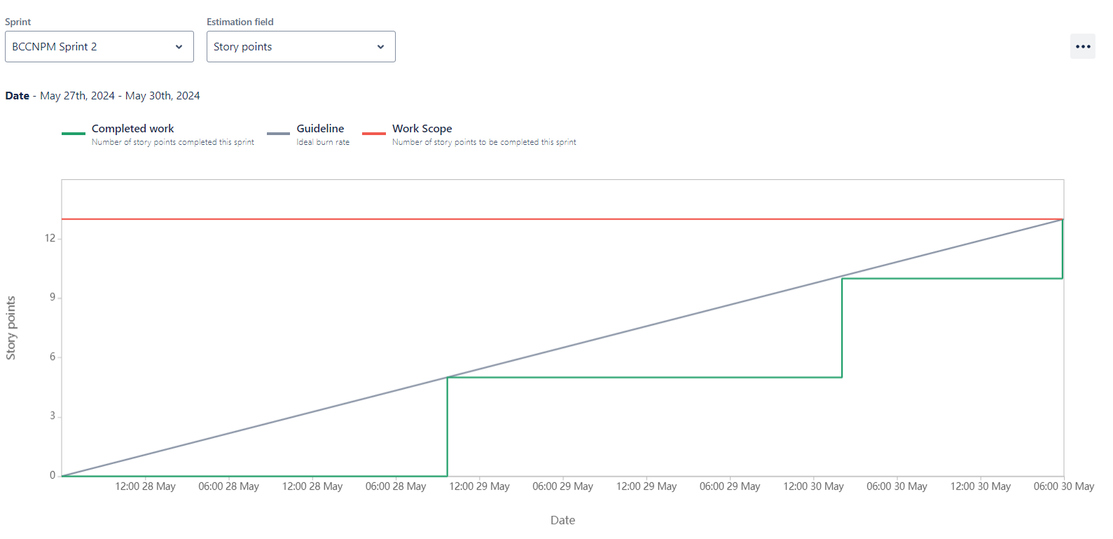 Sprint
Estimation field
BCCNPM Sprint 2
Story points
Date - May 27th, 2024 - May 30th, 2024
Completed work
Number of story points completed this sprint
Guideline
Ideal burn rate
Work Scope
Number of story points to be completed this sprint
Story points
12
9
6
3
0
12:00 28 May
06:00 28 May
12:00 28 May
06:00 28 May
12:00 29 May
06:00 29 May
12:00 29 May
06:00 29 May
12:00 30 May
06:00 30 May
12:00 30 May
06:00 30 May
Date